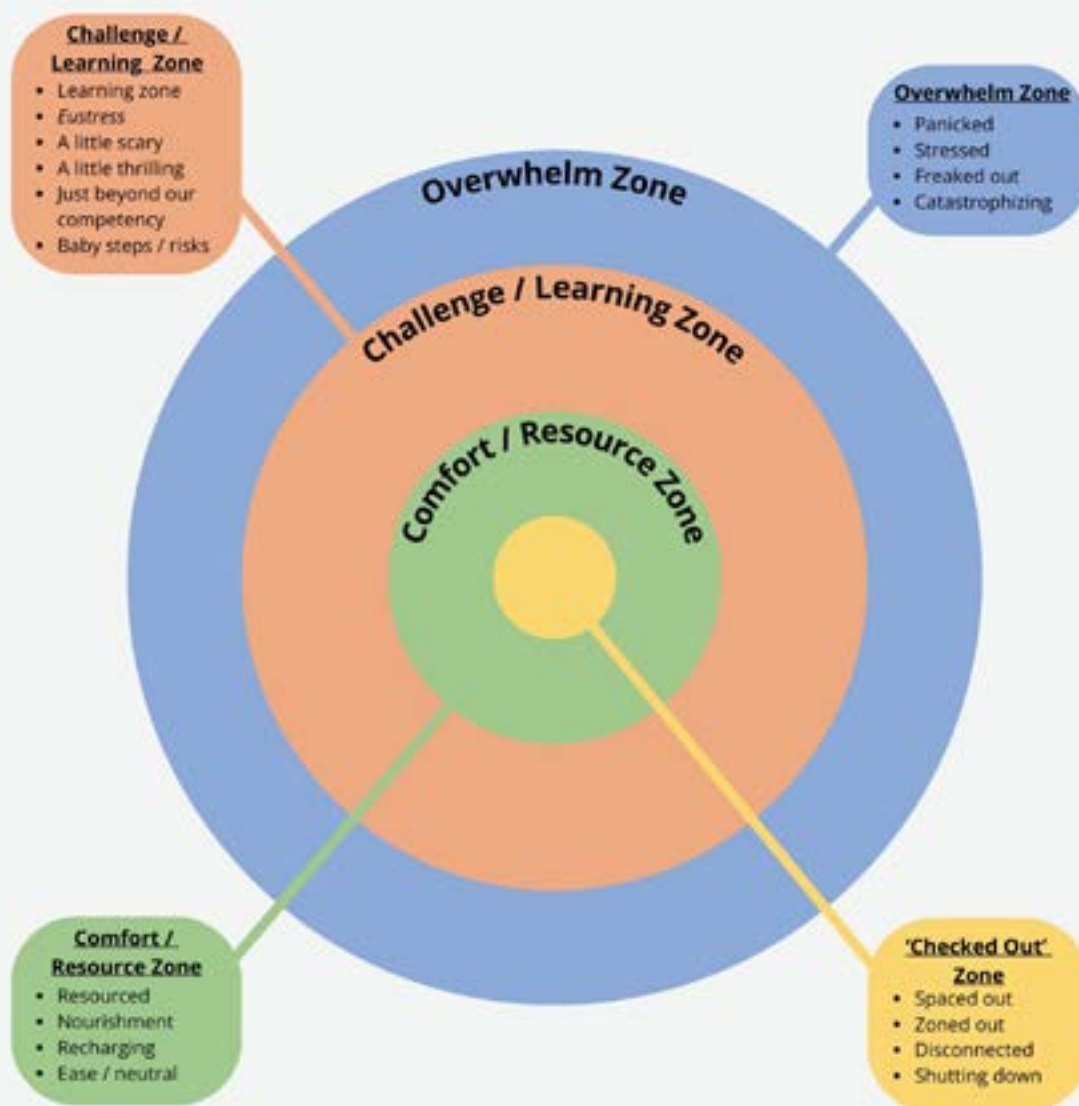 Challenge /
Learning Zone
• Learning zone
• Eustress
• A little scary
• A little thrilling
• Just beyond our
competency
• Baby steps / risks
Overwhelm Zone
• Panicked
• Stressed
• Freaked out
• Catastrophizing
Overwhelm Zone
Challenge / Learning Zone
Comfort / Resource Zone
Comfort /
Resource Zone
• Resourced
• Nourishment
• Recharging
• Ease / neutral
‘Checked Out’
Zone
• Spaced out
• Zoned out
• Disconnected
• Shutting down